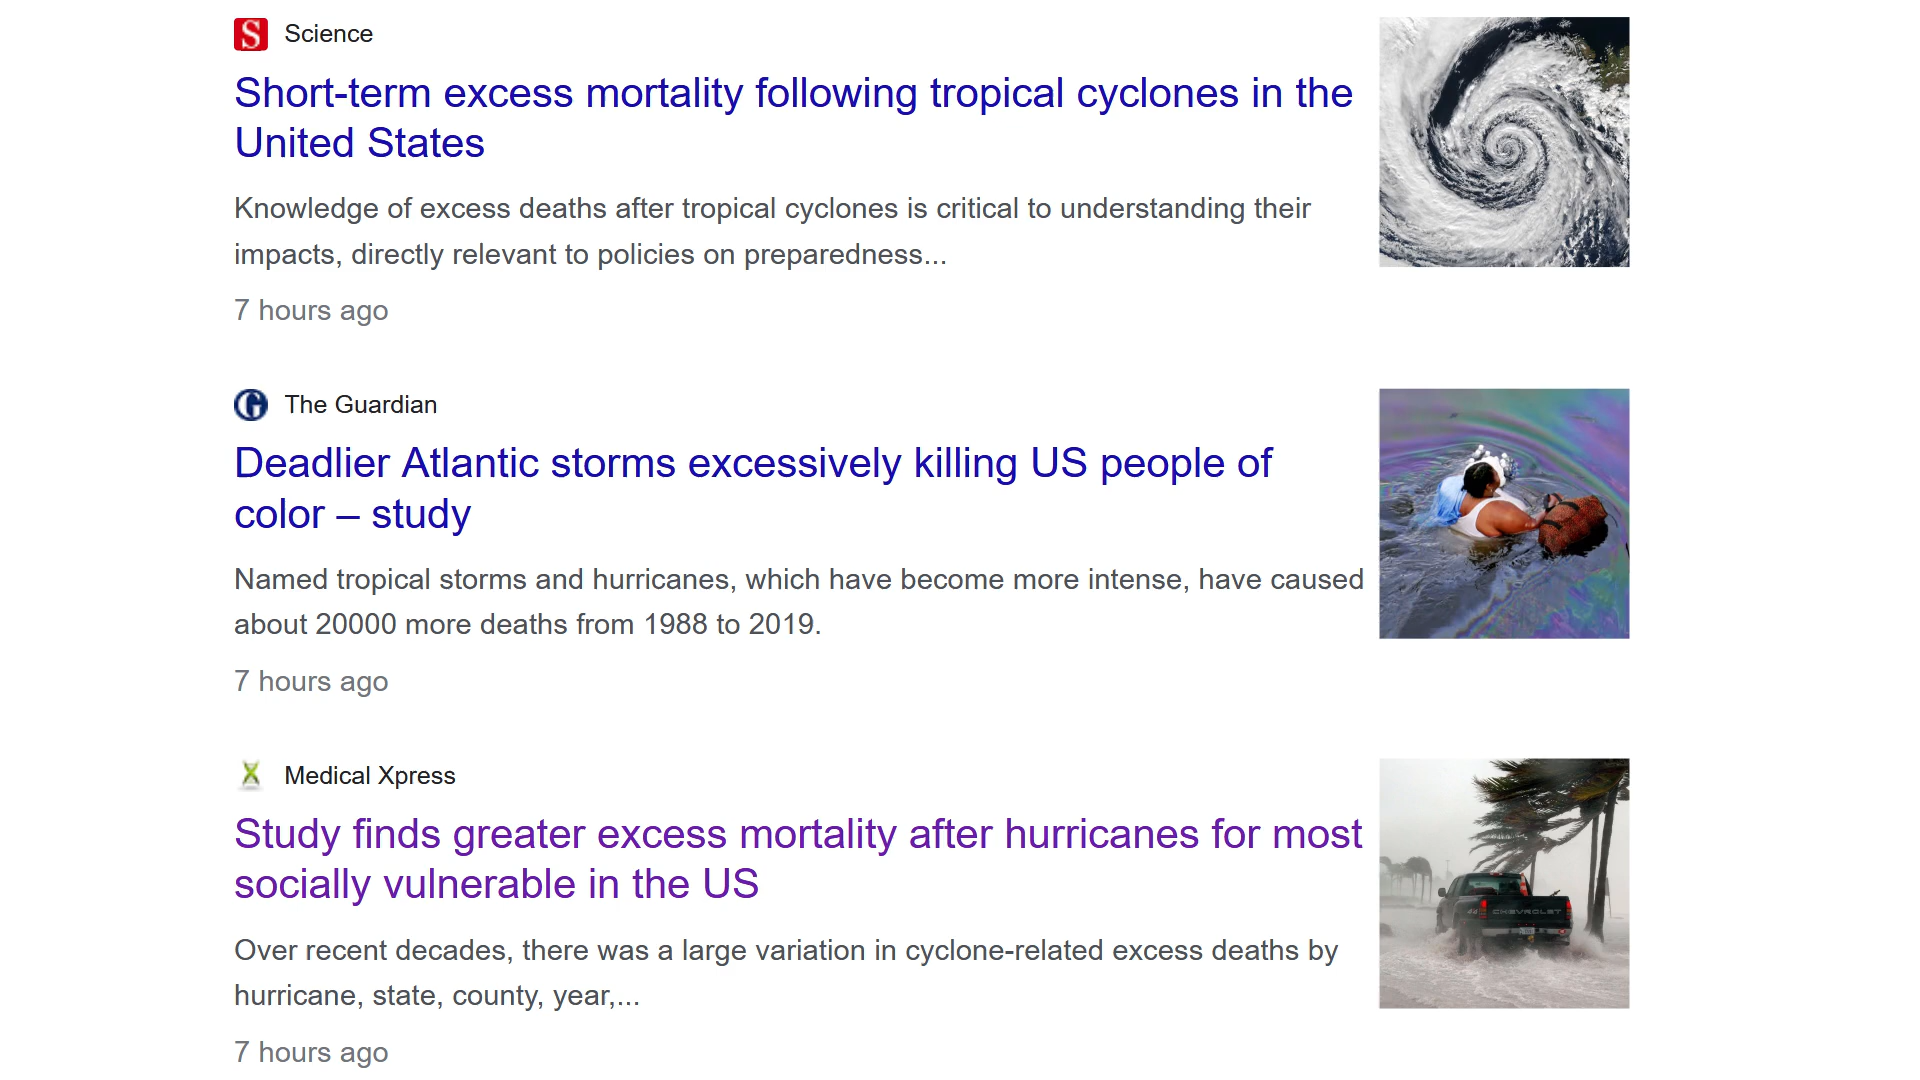 Science
Short-term excess mortality following tropical cyclones in the
United States
Knowledge of excess deaths after tropical cyclones is critical to understanding their
impacts, directly relevant to policies on preparedness...
7 hours ago
The Guardian
Deadlier Atlantic storms excessively killing US people of
color – study
Named tropical storms and hurricanes, which have become more intense, have caused
about 20000 more deaths from 1988 to 2019.
7 hours ago
Medical Xpress
Study finds greater excess mortality after hurricanes for most
socially vulnerable in the US
Over recent decades, there was a large variation in cyclone-related excess deaths by
hurricane, state, county, year,...
CHEVROLET
7 hours ago